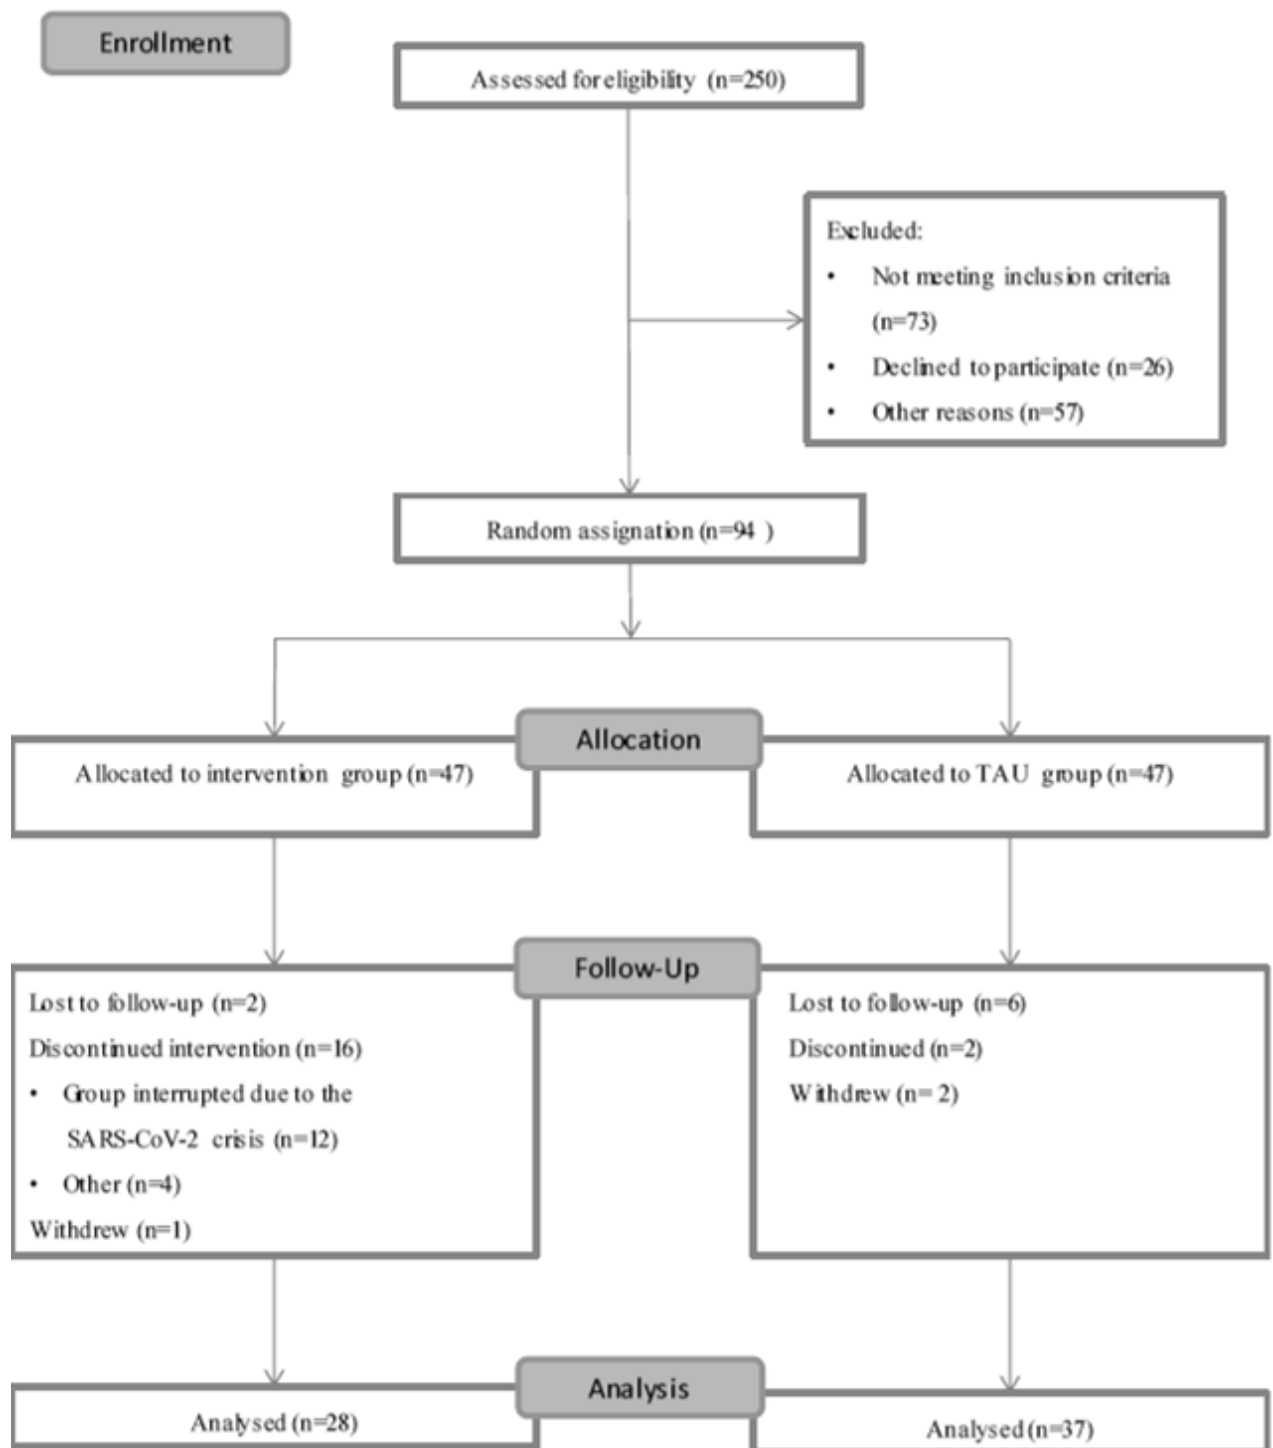 Enrollment
Assessed for eligibility (n=250)
Excluded:
• Not meeting inclusion criteria
(n=73)
• Declined to participate (n=26)
• Other reasons (n=57)
Random assignation (n=94 )
Allocation
Allocated to intervention group (n=47)
Allocated to TAU group (n=47)
Follow-Up
Lost to follow-up (n=2)
Discontinued intervention (n=16)
• Group interrupted due to the
SARS-CoV-2 crisis (n=12)
• Other (n=4)
Withdrew (n=1)
Lost to follow-up (n=6)
Discontinued (n=2)
Withdrew (n= 2)
Analysis
Analysed (n=28)
Analysed (n=37)